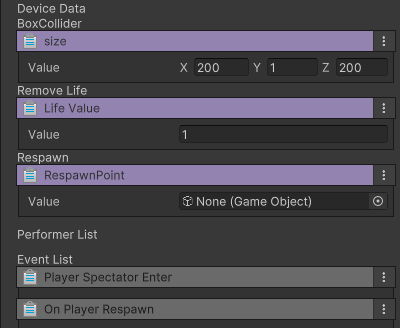 Device Data
BoxCollider
size
Value X 200 Y 1 Z 200
Remove Life
Life Value
Value 1
Respawn
RespawnPoint
Value None (Game Object)
Performer List
Event List
Player Spectator Enter
On Player Respawn